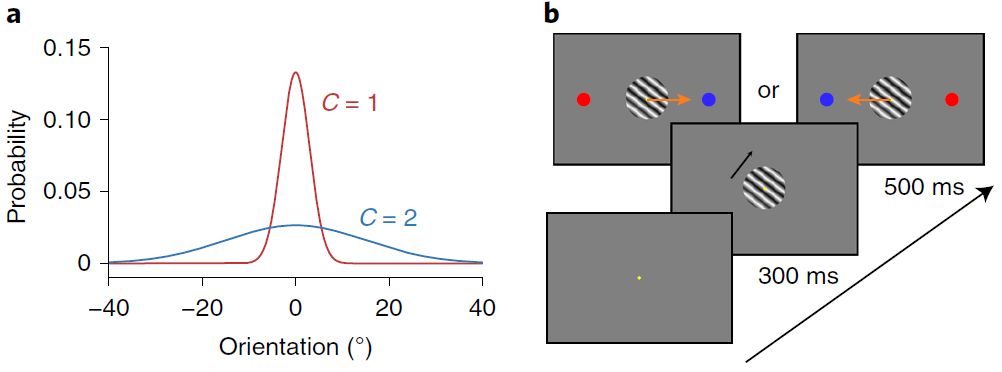 a
0.15
0.10
0.05
0
Probability
C = 1
C = 2
−40 −20 0 20 40
Orientation (°)
b
or
500 ms
300 ms